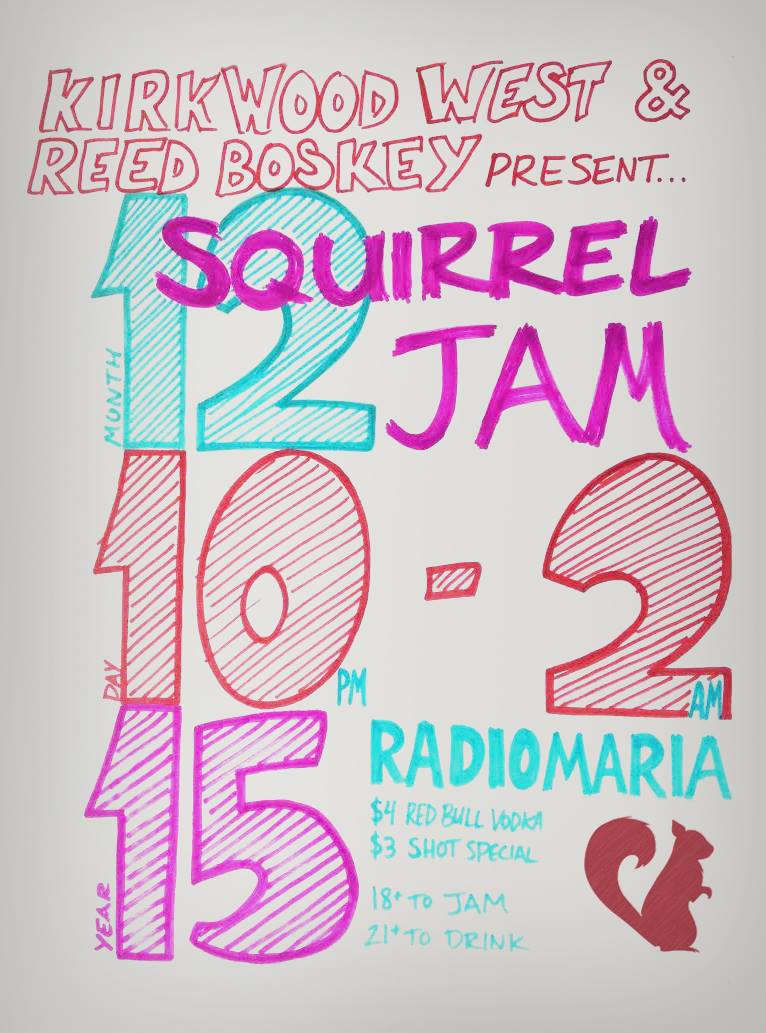 KIRKWOOD WEST &
REED BOSKEY PRESENT...
SQUIRREL
JAM
MONTH 12
DAY 10 PM - 2 AM
YEAR 15
RADIOMARIA
$4 RED BULL VODKA
$3 SHOT SPECIAL
18+ TO JAM
21+ TO DRINK